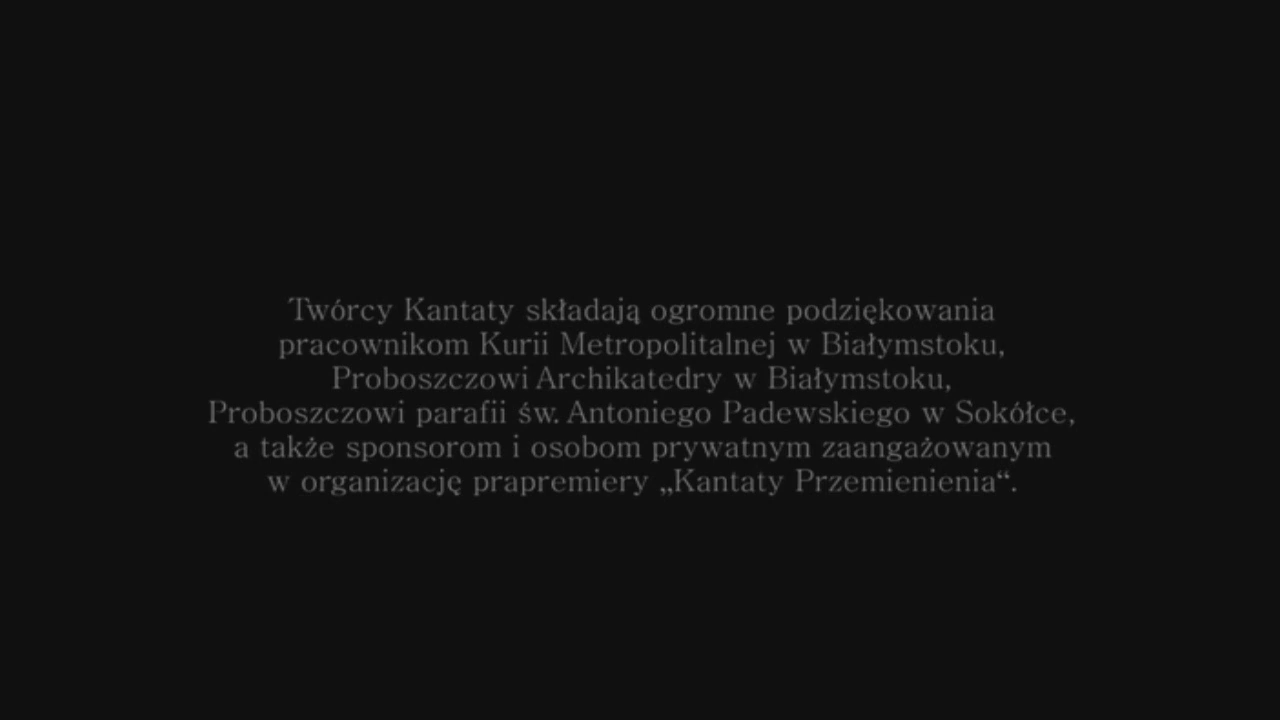 Twórcy Kantaty składają ogromne podziękowania
pracownikom Kurii Metropolitalnej w Białymstoku,
Proboszczowi Archikatedry w Białymstoku,
Proboszczowi parafii św. Antoniego Padewskiego w Sokółce,
a także sponsorom i osobom prywatnym zaangażowanym
w organizację prapremiery „Kantaty Przemienienia“.